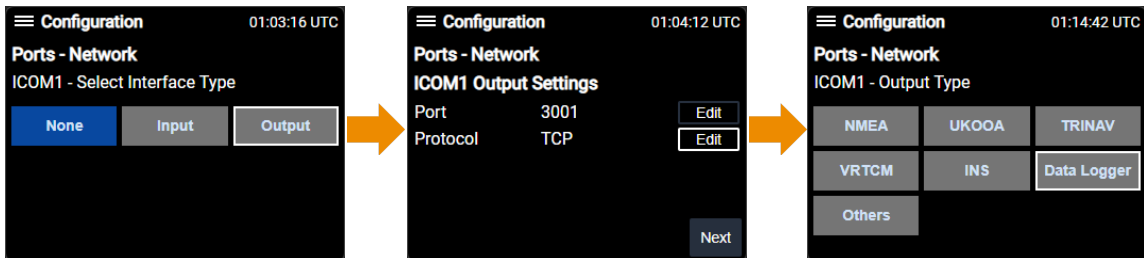 Configuration 01:03:16 UTC
Ports - Network
ICOM1 - Select Interface Type
None Input Output
Configuration 01:04:12 UTC
Ports - Network
ICOM1 Output Settings
Port 3001 Edit
Protocol TCP Edit
Next
Configuration 01:14:42 UTC
Ports - Network
ICOM1 - Output Type
NMEA UKOOA TRINAV
VRTCM INS Data Logger
Others